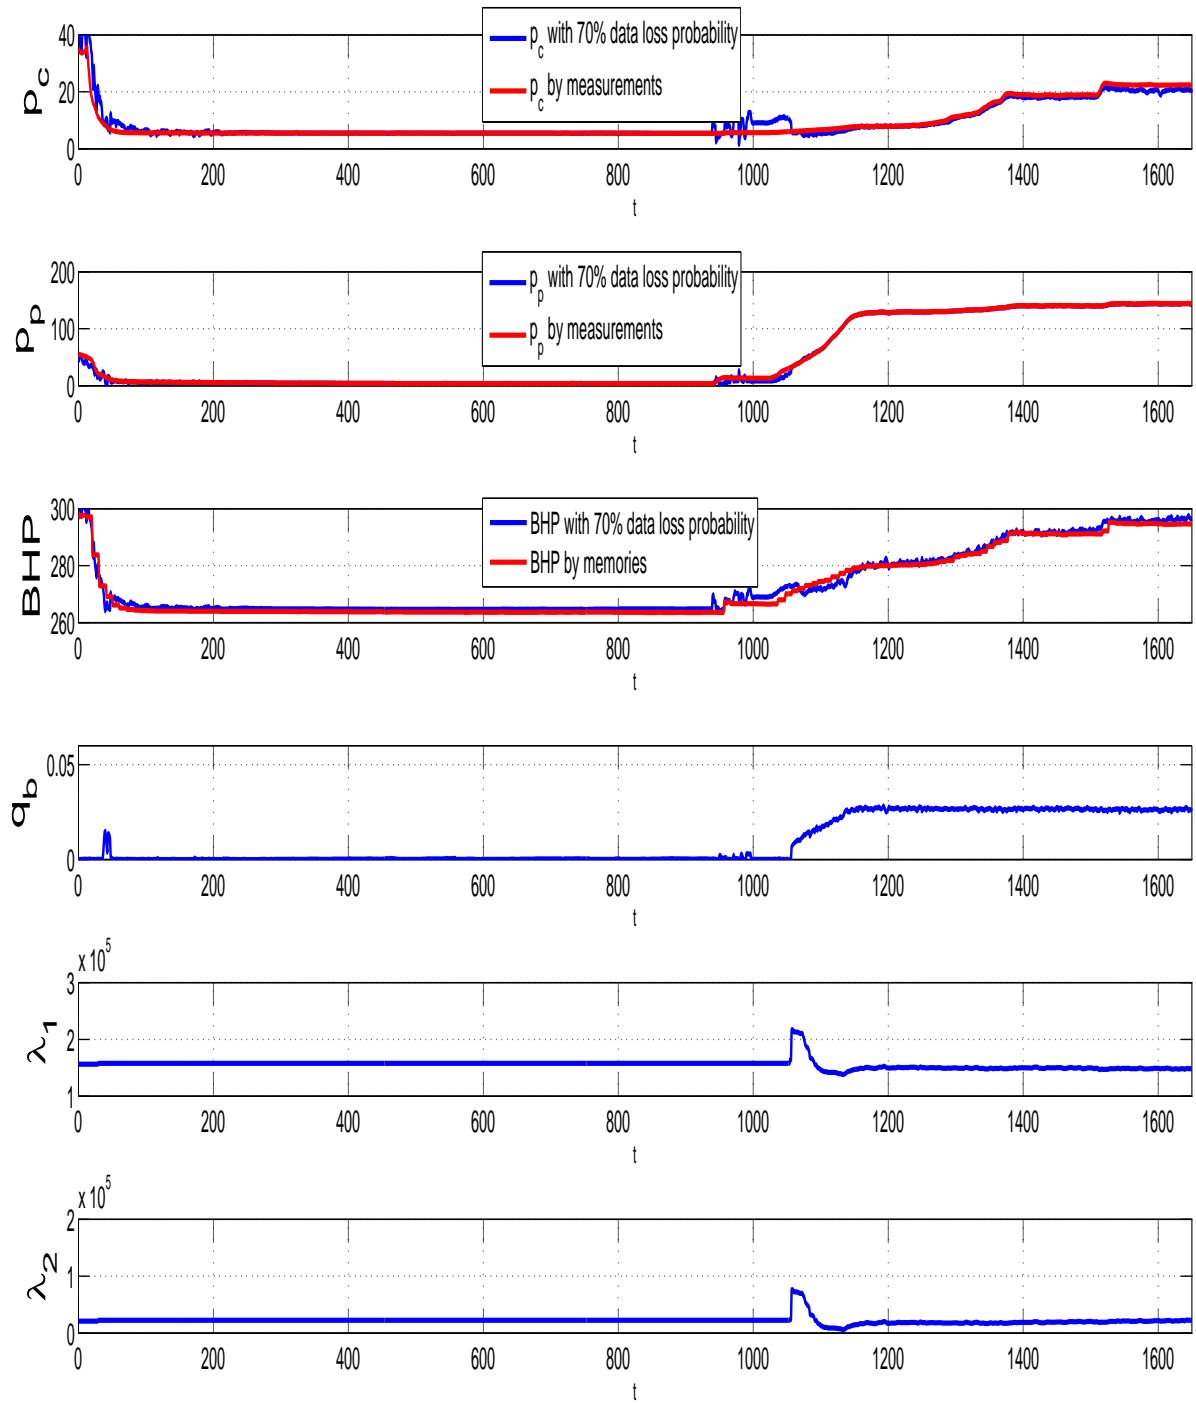 p_c with 70% data loss probability
p_c by measurements
p_c
40
20
0
0 200 400 600 800 1000 1200 1400 1600
t
p_p with 70% data loss probability
p_p by measurements
p_p
200
100
0
0 200 400 600 800 1000 1200 1400 1600
t
BHP with 70% data loss probability
BHP by memories
BHP
300
280
260
0 200 400 600 800 1000 1200 1400 1600
t
q_b
0.05
0
0 200 400 600 800 1000 1200 1400 1600
t
x 10^5
λ_1
3
2
1
0 200 400 600 800 1000 1200 1400 1600
t
x 10^5
λ_2
2
1
0
0 200 400 600 800 1000 1200 1400 1600
t